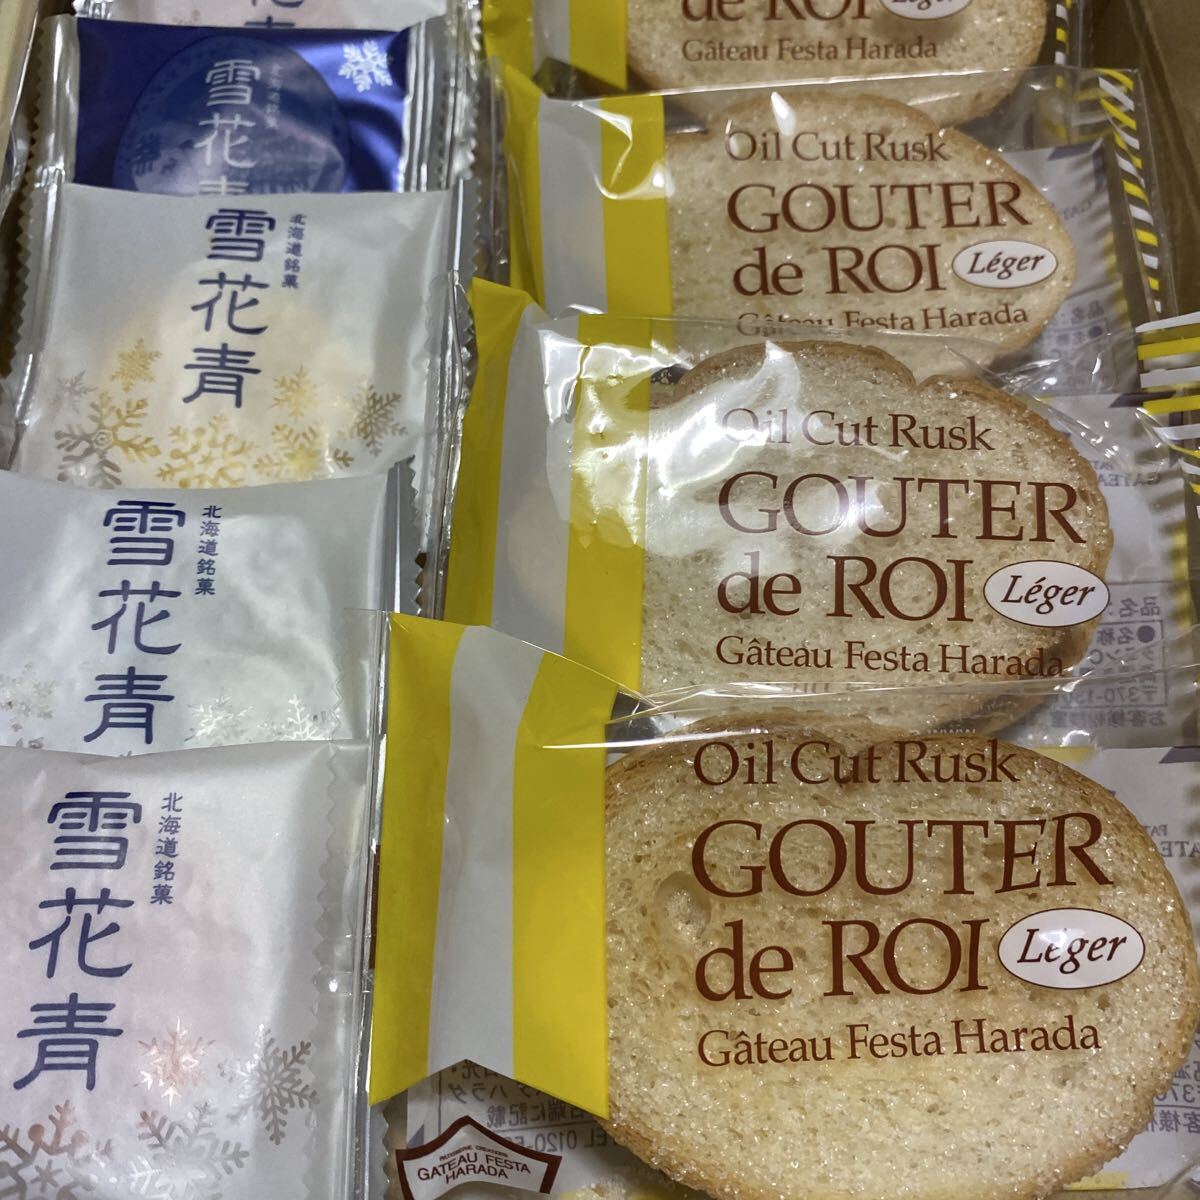 花
青
雪花青
北海道銘菓
雪花青
北海道銘菓
雪花青
北海道銘菓
雪花青
de ROI
Léger
Gâteau Festa Harada
Oil Cut Rusk
GOUTER
de ROI
Léger
Gâteau Festa Harada
Oil Cut Rusk
GOUTER
de ROI
Léger
Gâteau Festa Harada
Oil Cut Rusk
GOUTER
de ROI
Léger
Gâteau Festa Harada
GATEAU FESTA
HARADA